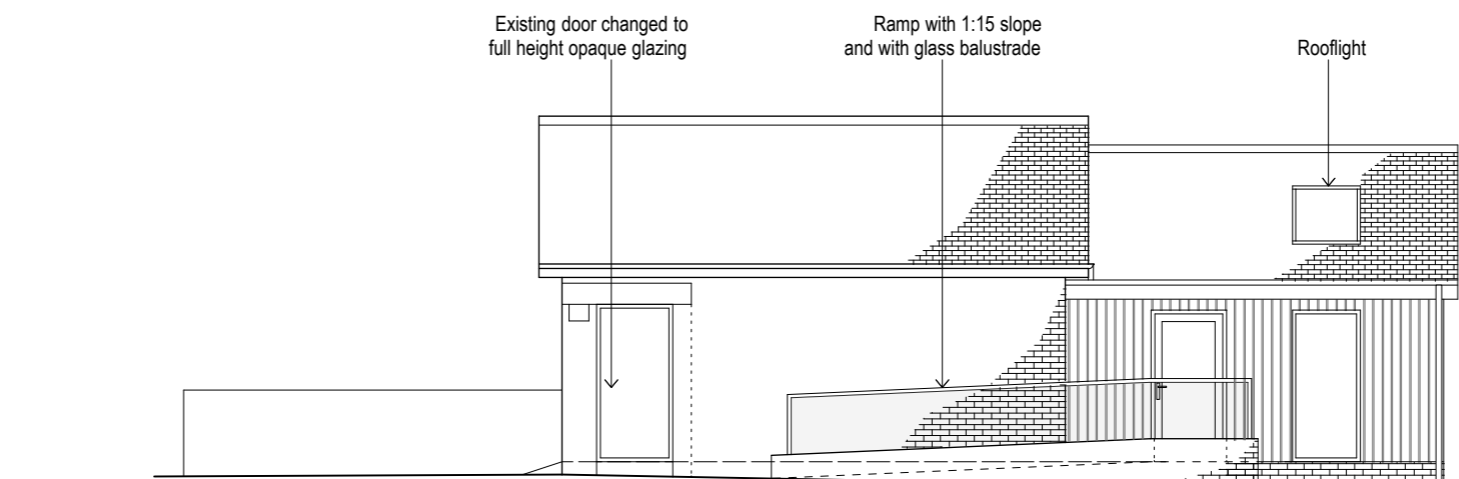 Existing door changed to
full height opaque glazing
Ramp with 1:15 slope
and with glass balustrade
Rooflight